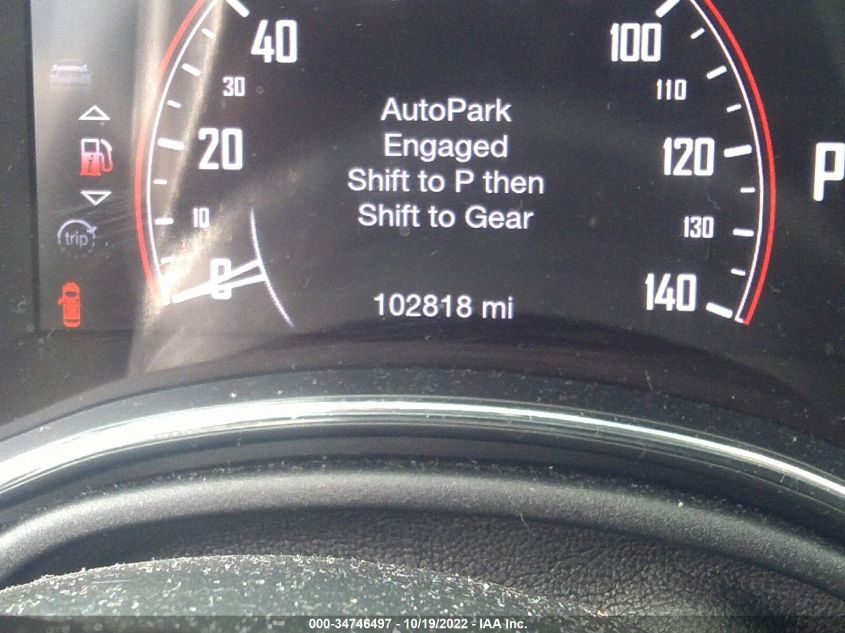 40
100
30
110
AutoPark
Engaged
20
120
P
Shift to P then
10
Shift to Gear
130
trip
0
102818 mi
140
000-34746497 - 10/19/2022 - IAA Inc.